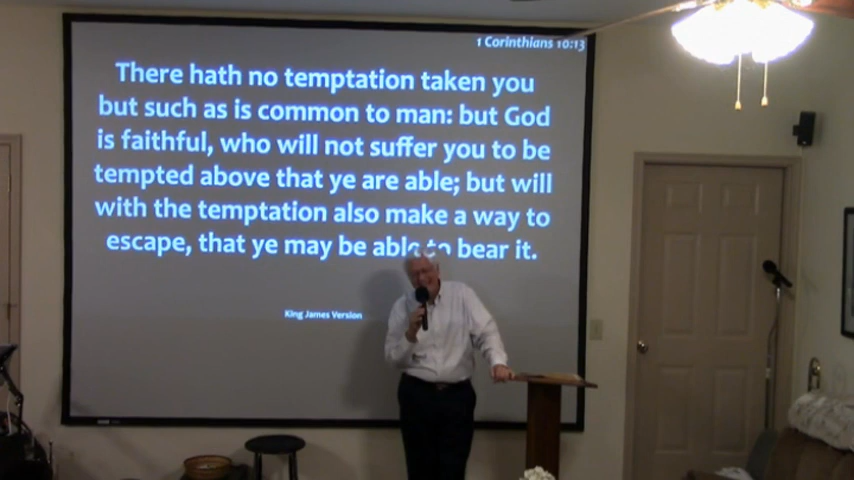 1 Corinthians 10:13
There hath no temptation taken you
but such as is common to man: but God
is faithful, who will not suffer you to be
tempted above that ye are able; but will
with the temptation also make a way to
escape, that ye may be able to bear it.
King James Version